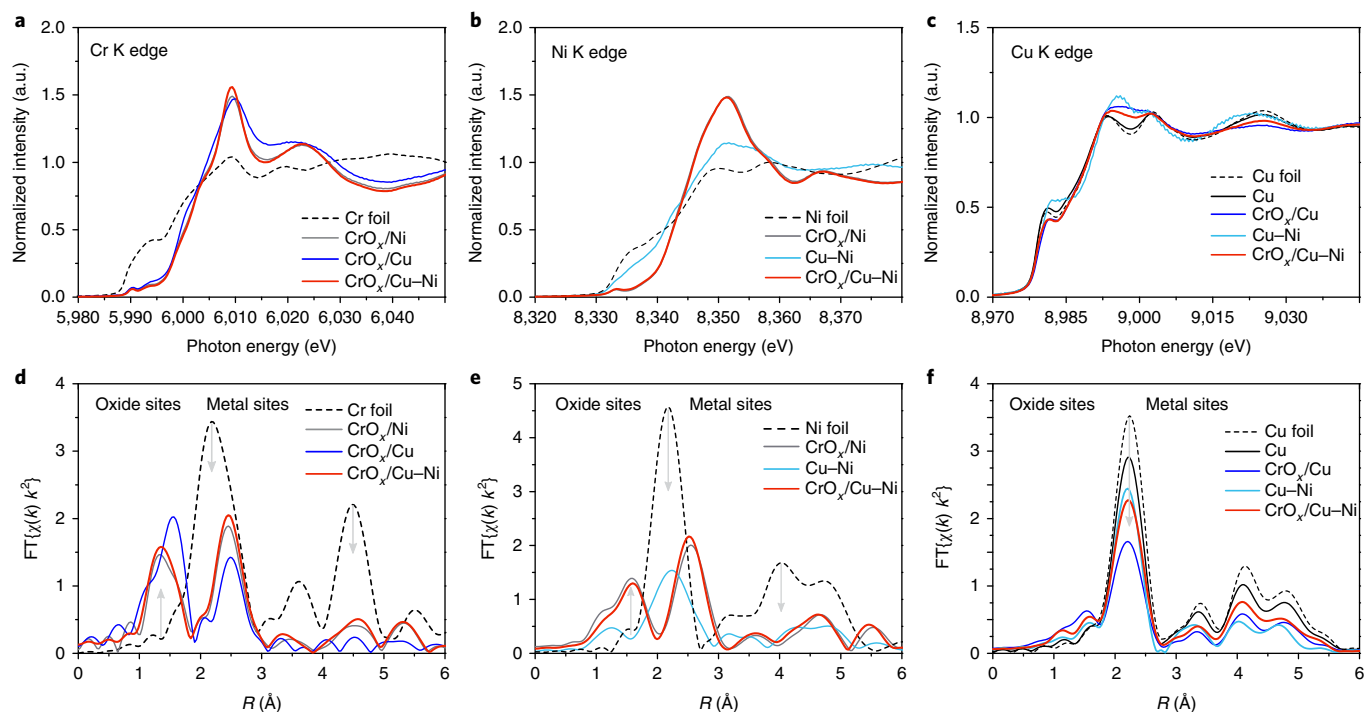 a
Cr K edge
Normalized intensity (a.u.)
2.0
1.5
1.0
0.5
0.0
Cr foil
CrOx/Ni
CrOx/Cu
CrOx/Cu–Ni
5,980 5,990 6,000 6,010 6,020 6,030 6,040
Photon energy (eV)
b
Ni K edge
Normalized intensity (a.u.)
2.0
1.5
1.0
0.5
0.0
Ni foil
CrOx/Ni
Cu–Ni
CrOx/Cu–Ni
8,320 8,330 8,340 8,350 8,360 8,370
Photon energy (eV)
c
Cu K edge
Normalized intensity (a.u.)
1.5
1.0
0.5
0.0
Cu foil
Cu
CrOx/Cu
Cu–Ni
CrOx/Cu–Ni
8,970 8,985 9,000 9,015 9,030
Photon energy (eV)
d
Oxide sites Metal sites
FT{χ(k) k²}
4
3
2
1
0
Cr foil
CrOx/Ni
CrOx/Cu
CrOx/Cu–Ni
0 1 2 3 4 5 6
R (Å)
e
Oxide sites Metal sites
FT{χ(k) k²}
5
4
3
2
1
0
Ni foil
CrOx/Ni
Cu–Ni
CrOx/Cu–Ni
0 1 2 3 4 5 6
R (Å)
f
Oxide sites Metal sites
FT{χ(k) k²}
4
3
2
1
0
Cu foil
Cu
CrOx/Cu
Cu–Ni
CrOx/Cu–Ni
0 1 2 3 4 5 6
R (Å)